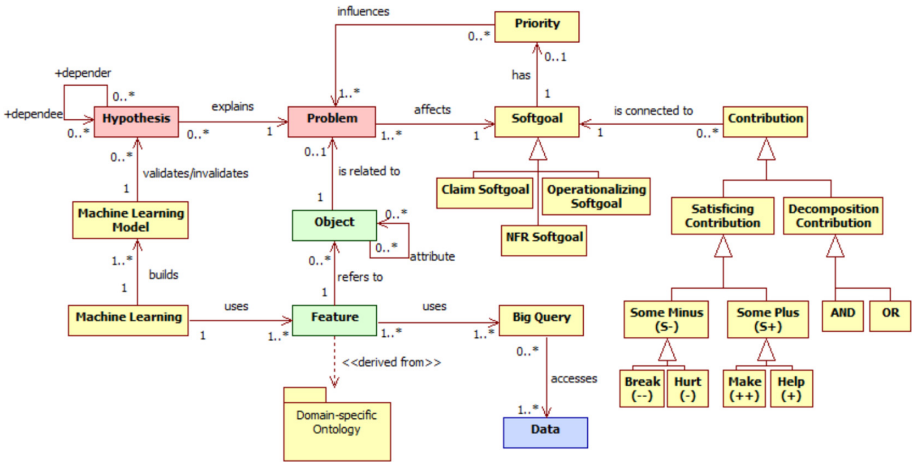 influences
Priority
0..*
0..1
+depender
has
0..*
1..*
+dependee
explains
1
Hypothesis
Problem
affects
Softgoal
is connected to
Contribution
0..*
0..*
1
1..*
1
1
0..*
0..*
0..1
validates/invalidates
is related to
Claim Softgoal
Operationalizing
Softgoal
1
1
Machine Learning
Model
Object
0..*
NFR Softgoal
Satisficing
Contribution
Decomposition
Contribution
0..*
attribute
1..*
0..*
builds
refers to
1
1
Machine Learning
uses
Feature
uses
Big Query
Some Minus
(S-)
Some Plus
(S+)
AND
OR
1
1..*
1..*
1..*
0..*
<<derived from>>
accesses
Break
(--)
Hurt
(-)
Make
(++)
Help
(+)
1..*
Domain-specific
Ontology
Data